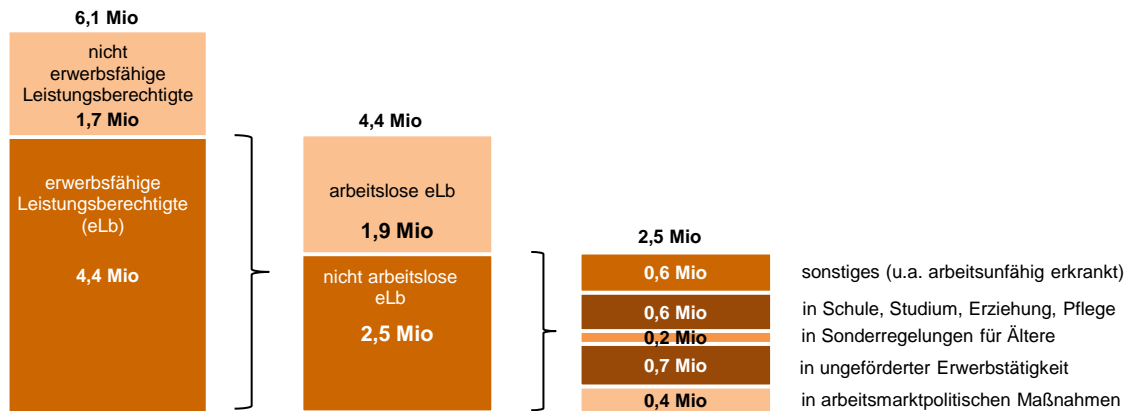 6,1 Mio
nicht
erwerbsfähige
Leistungsberechtigte
1,7 Mio
erwerbsfähige
Leistungsberechtigte
(eLb)
4,4 Mio
4,4 Mio
arbeitslose eLb
1,9 Mio
nicht arbeitslose
eLb
2,5 Mio
2,5 Mio
0,6 Mio sonstiges (u.a. arbeitsunfähig erkrankt)
0,6 Mio in Schule, Studium, Erziehung, Pflege
0,2 Mio in Sonderregelungen für Ältere
0,7 Mio in ungeförderter Erwerbstätigkeit
0,4 Mio in arbeitsmarktpolitischen Maßnahmen